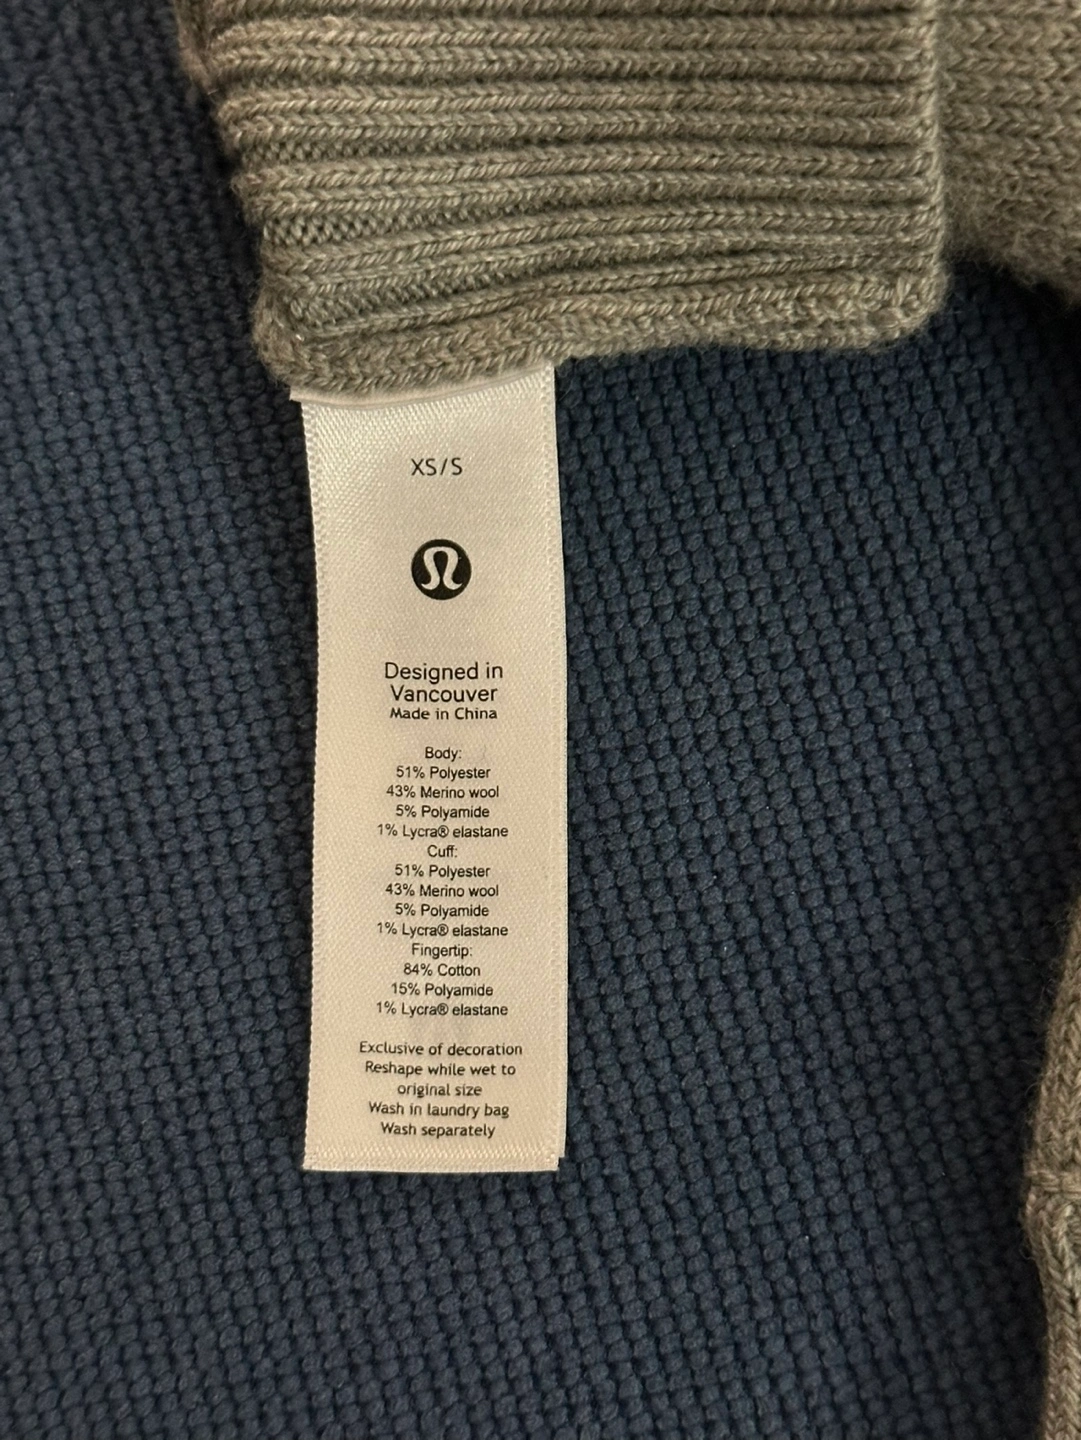 XS/S
Designed in
Vancouver
Made in China
Body:
51% Polyester
43% Merino wool
5% Polyamide
1% Lycra® elastane
Cuff:
51% Polyester
43% Merino wool
5% Polyamide
1% Lycra® elastane
Fingertip:
84% Cotton
15% Polyamide
1% Lycra® elastane
Exclusive of decoration
Reshape while wet to
original size
Wash in laundry bag
Wash separately